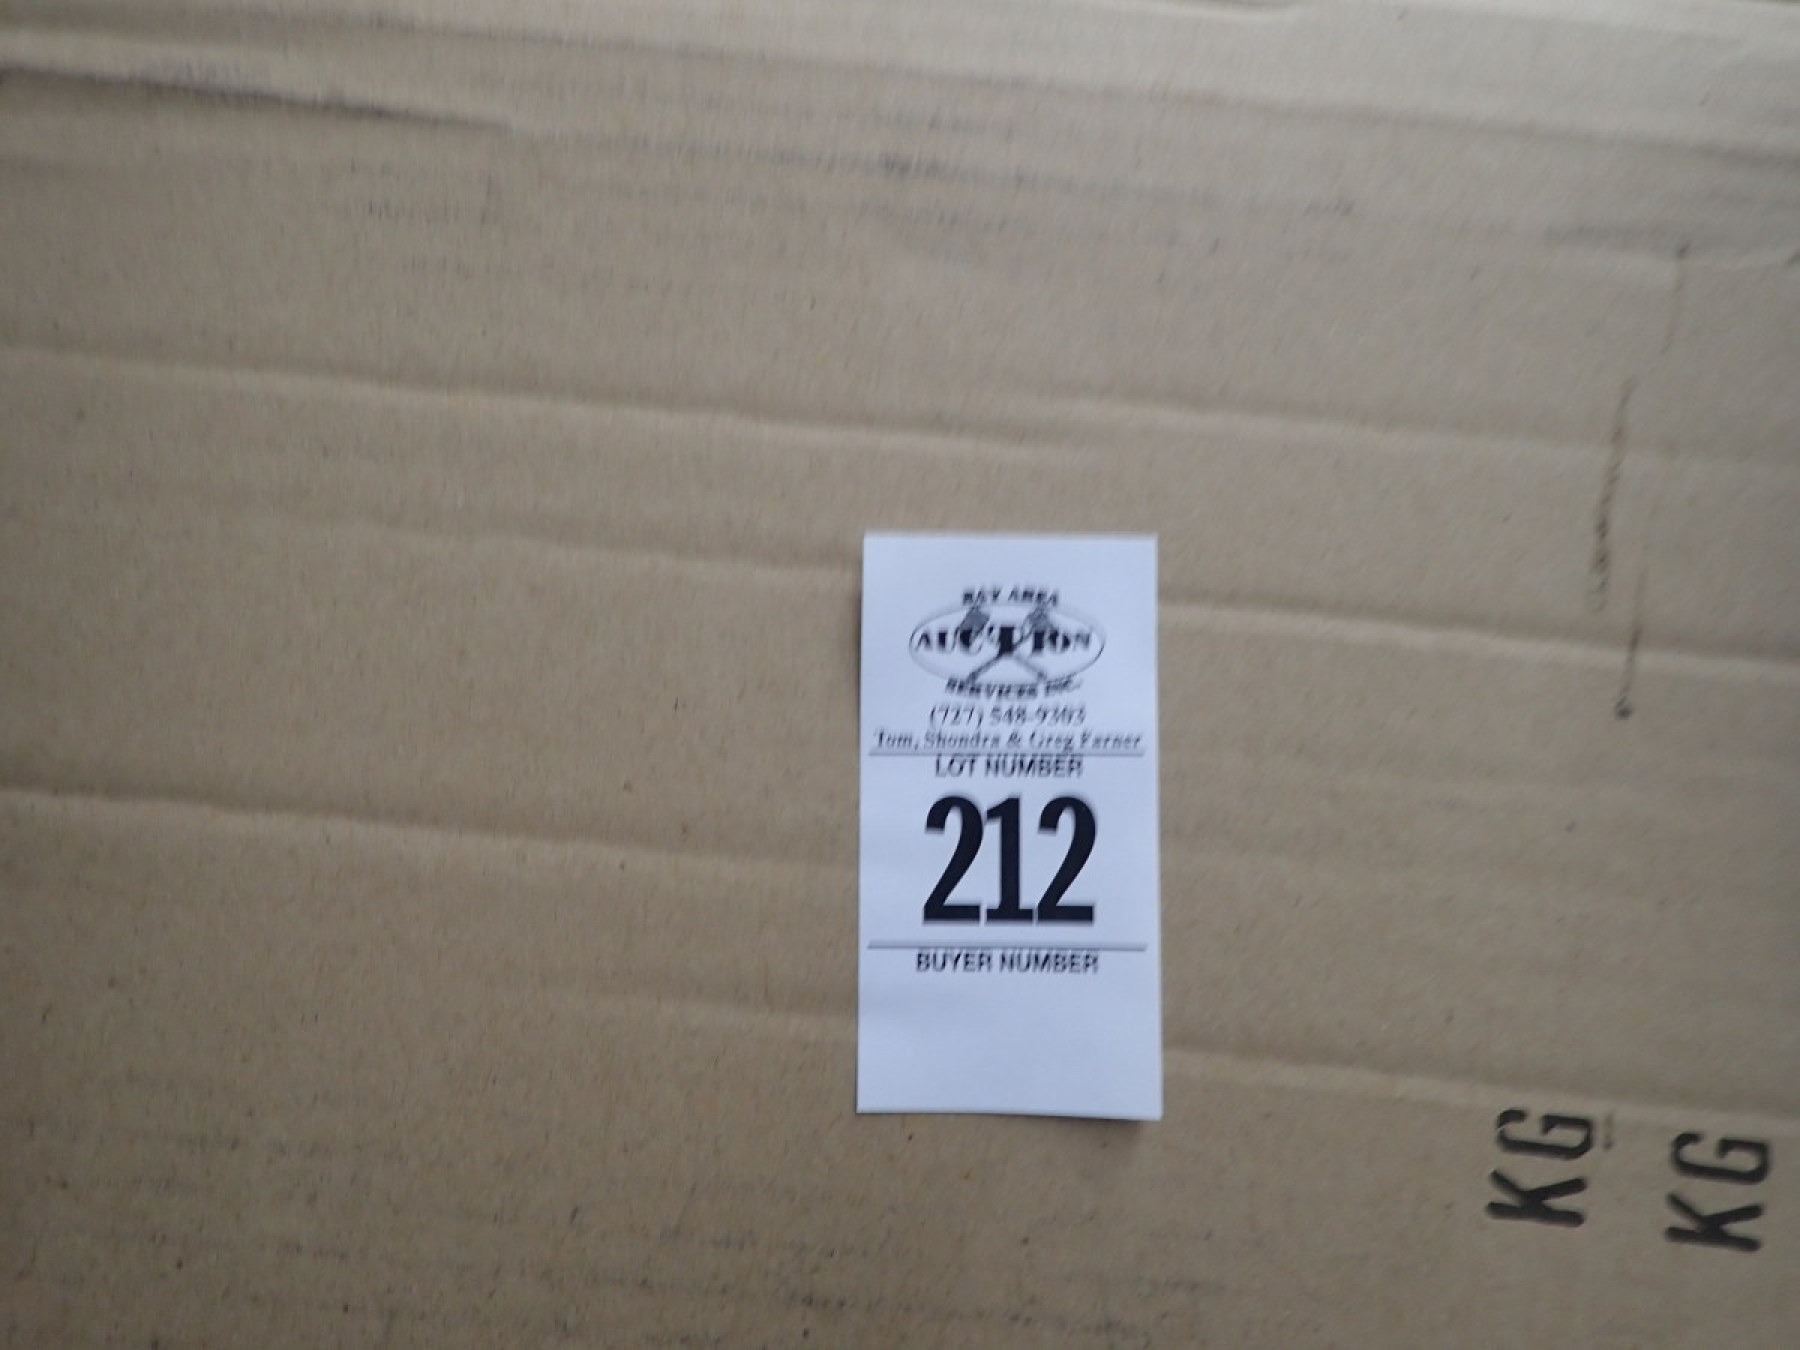 BAY AREA
AUCTION
SERVICES INC.
(727) 548-9303
Tom, Shondra & Greg Farner
LOT NUMBER
212
BUYER NUMBER
KG
KG